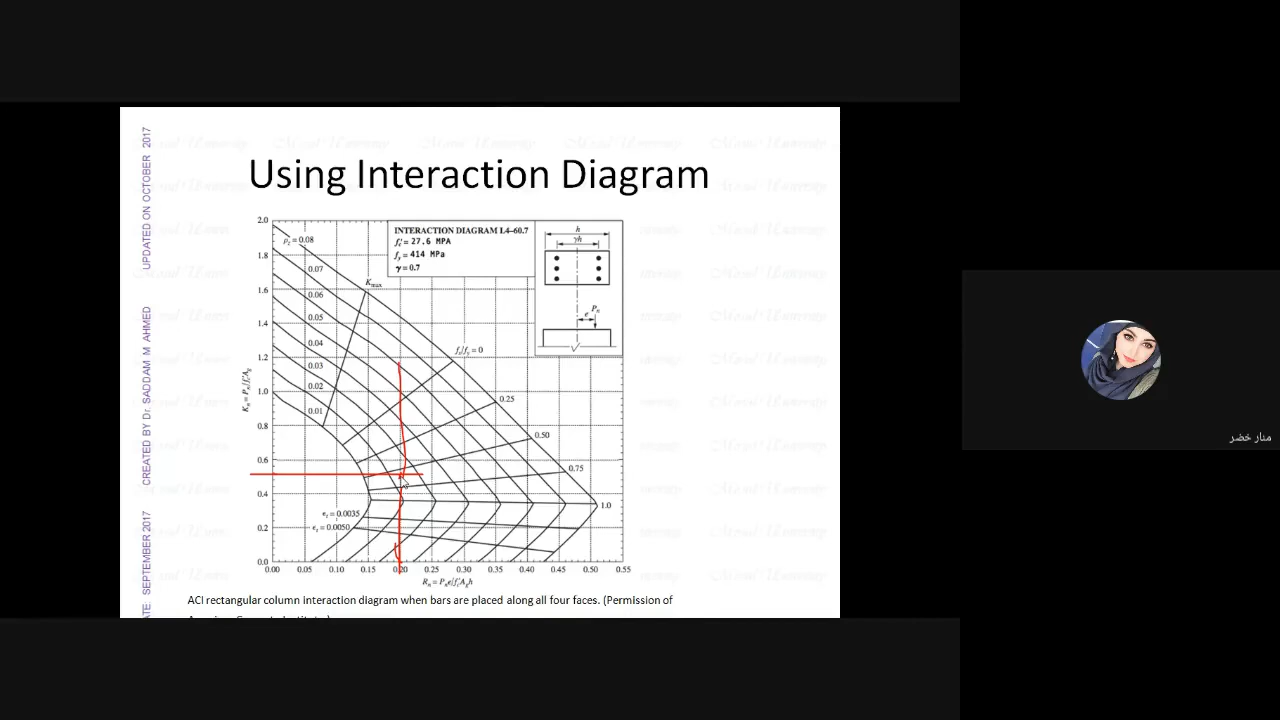 Using Interaction Diagram
UPDATED ON OCTOBER 2017
CREATED BY Dr. SADDAM M AHMED
ATE: SEPTEMBER 2017
INTERACTION DIAGRAM L4–60.7
f′c = 27.6 MPA
fy = 414 MPa
γ = 0.7
h
γh
e
Pn
2.0
1.8
1.6
1.4
1.2
1.0
0.8
0.6
0.4
0.2
0.0
Kn = Pn/f′cAg
ρt = 0.08
0.07
0.06
0.05
0.04
0.03
0.02
0.01
Kmax
fs/fy = 0
0.25
0.50
0.75
1.0
εt = 0.0035
εt = 0.0050
0.00 0.05 0.10 0.15 0.20 0.25 0.30 0.35 0.40 0.45 0.50 0.55
Rn = Pne/f′cAgh
ACI rectangular column interaction diagram when bars are placed along all four faces. (Permission of
منار خضر